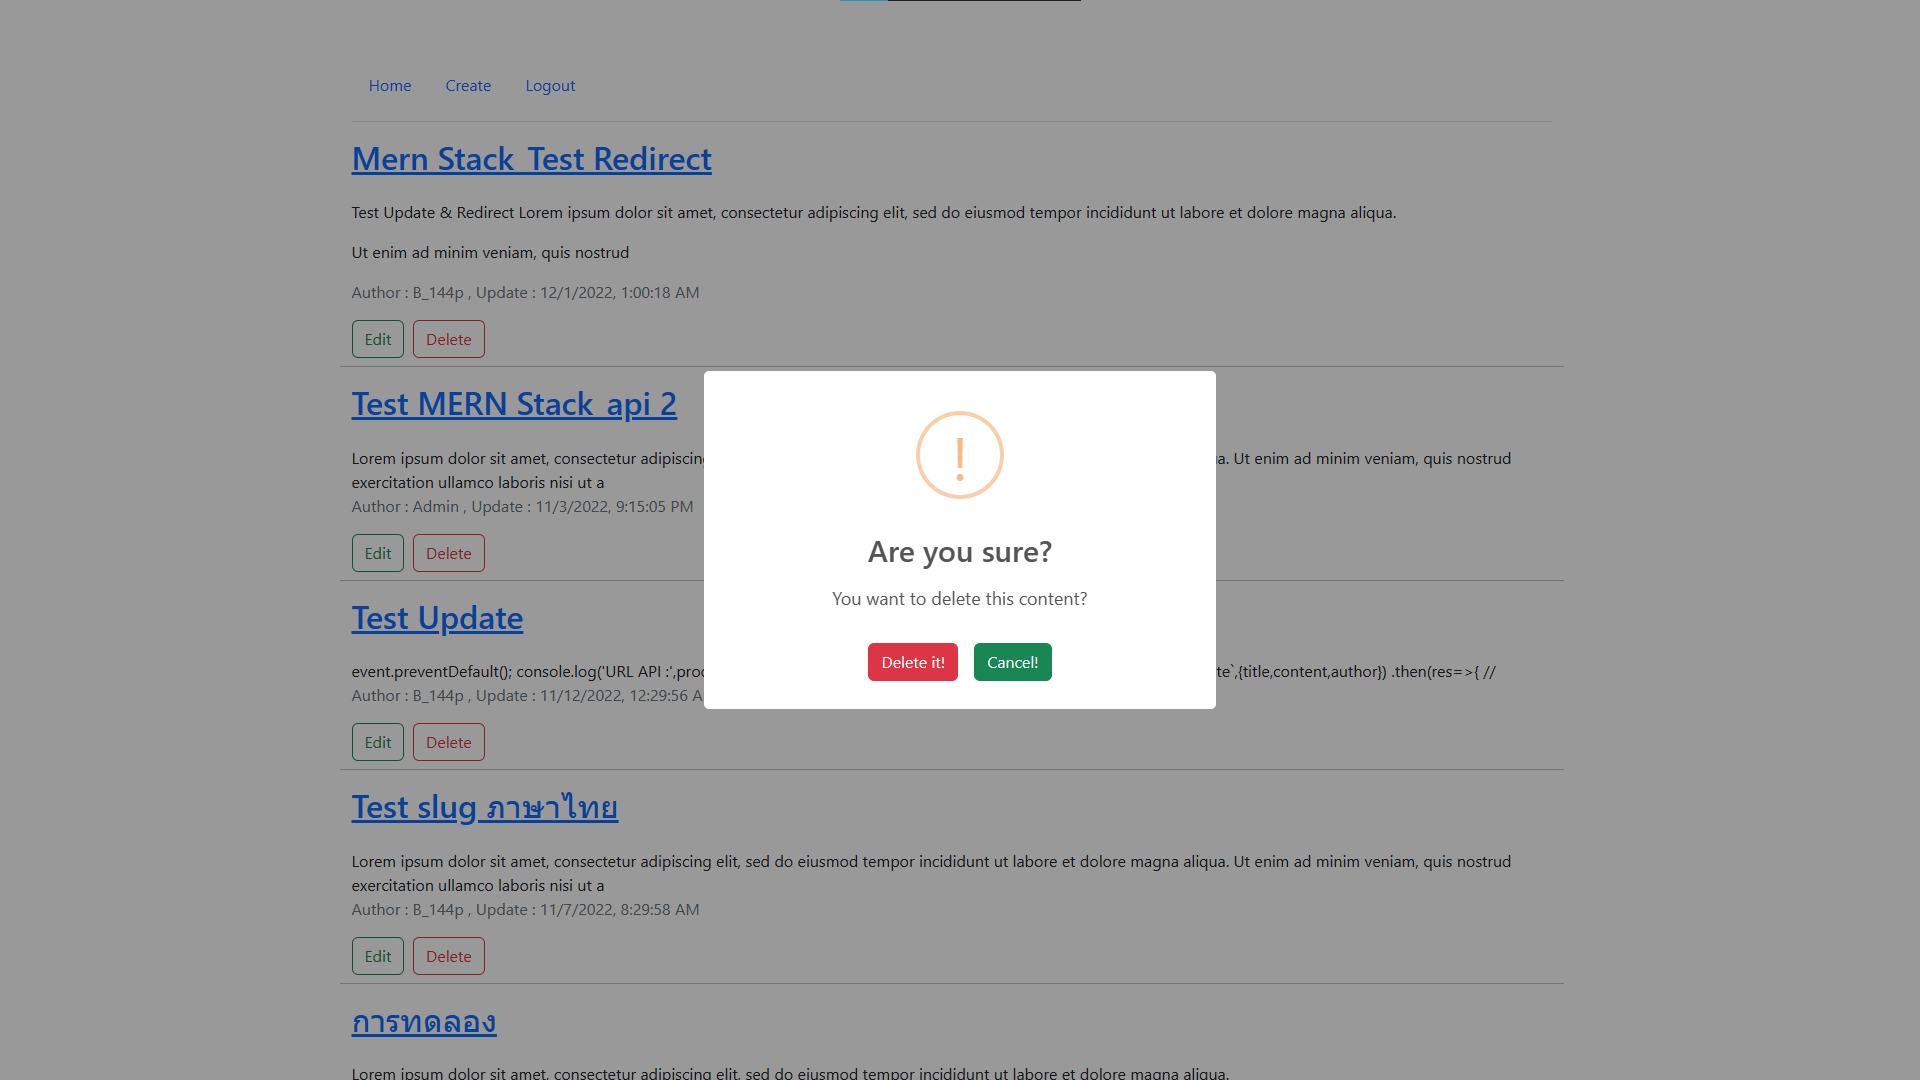 Home Create Logout
Mern Stack_Test Redirect
Test Update & Redirect Lorem ipsum dolor sit amet, consectetur adipiscing elit, sed do eiusmod tempor incididunt ut labore et dolore magna aliqua.
Ut enim ad minim veniam, quis nostrud
Author : B_144p , Update : 12/1/2022, 1:00:18 AM
Edit Delete
Test MERN Stack_api 2
Lorem ipsum dolor sit amet, consectetur Ut enim ad minim veniam, quis nostrud
exercitation ullamco laboris nisi ut a
Author : Admin , Update : 11/3/2022, 9:15:05 PM
Edit Delete
Test Update
event.preventDefault(); console.log('URL API :', te`,{title,content,author}) .then(res=>{ //
Author : B_144p , Update : 11/12/2022, 12:29:56 A
Edit Delete
!
Are you sure?
You want to delete this content?
Delete it! Cancel!
Test slug ภาษาไทย
Lorem ipsum dolor sit amet, consectetur adipiscing elit, sed do eiusmod tempor incididunt ut labore et dolore magna aliqua. Ut enim ad minim veniam, quis nostrud
exercitation ullamco laboris nisi ut a
Author : B_144p , Update : 11/7/2022, 8:29:58 AM
Edit Delete
การทดลอง
Lorem ipsum dolor sit amet, consectetur adipiscing elit, sed do eiusmod tempor incididunt ut labore et dolore magna aliqua.